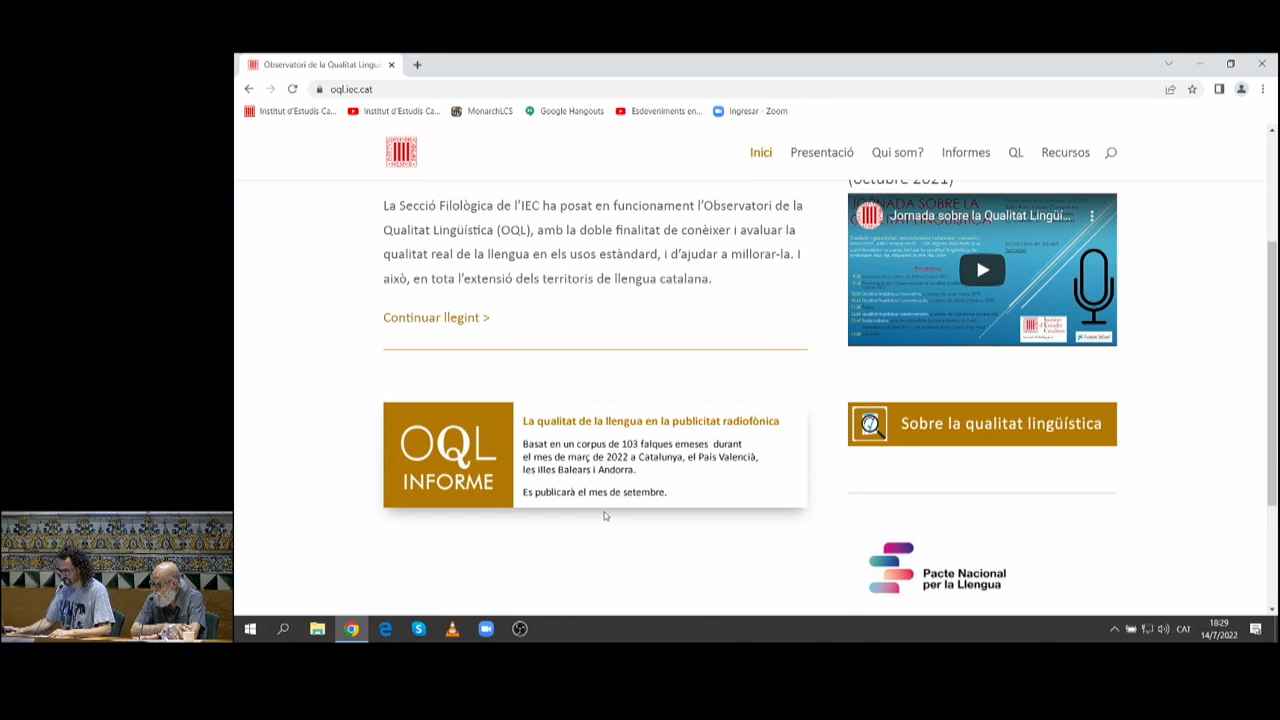 Observatori de la Qualitat Lingüí
oql.iec.cat
Institut d'Estudis Ca...
Institut d'Estudis Ca...
MonarchLCS
Google Hangouts
Esdeveniments en...
Ingresar - Zoom
Inici
Presentació
Qui som?
Informes
QL
Recursos
(octubre 2021)
La Secció Filològica de l'IEC ha posat en funcionament l'Observatori de la
Qualitat Lingüística (OQL), amb la doble finalitat de conèixer i avaluar la
qualitat real de la llengua en els usos estàndard, i d'ajudar a millorar-la. I
això, en tota l'extensió dels territoris de llengua catalana.
Continuar llegint >
Jornada sobre la Qualitat Lingüí...
OQL
INFORME
La qualitat de la llengua en la publicitat radiofònica
Basat en un corpus de 103 falques emeses durant
el mes de març de 2022 a Catalunya, el País Valencià,
les illes Balears i Andorra.
Es publicarà el mes de setembre.
Sobre la qualitat lingüística
Pacte Nacional
per la Llengua
CAT
18:29
14/7/2022